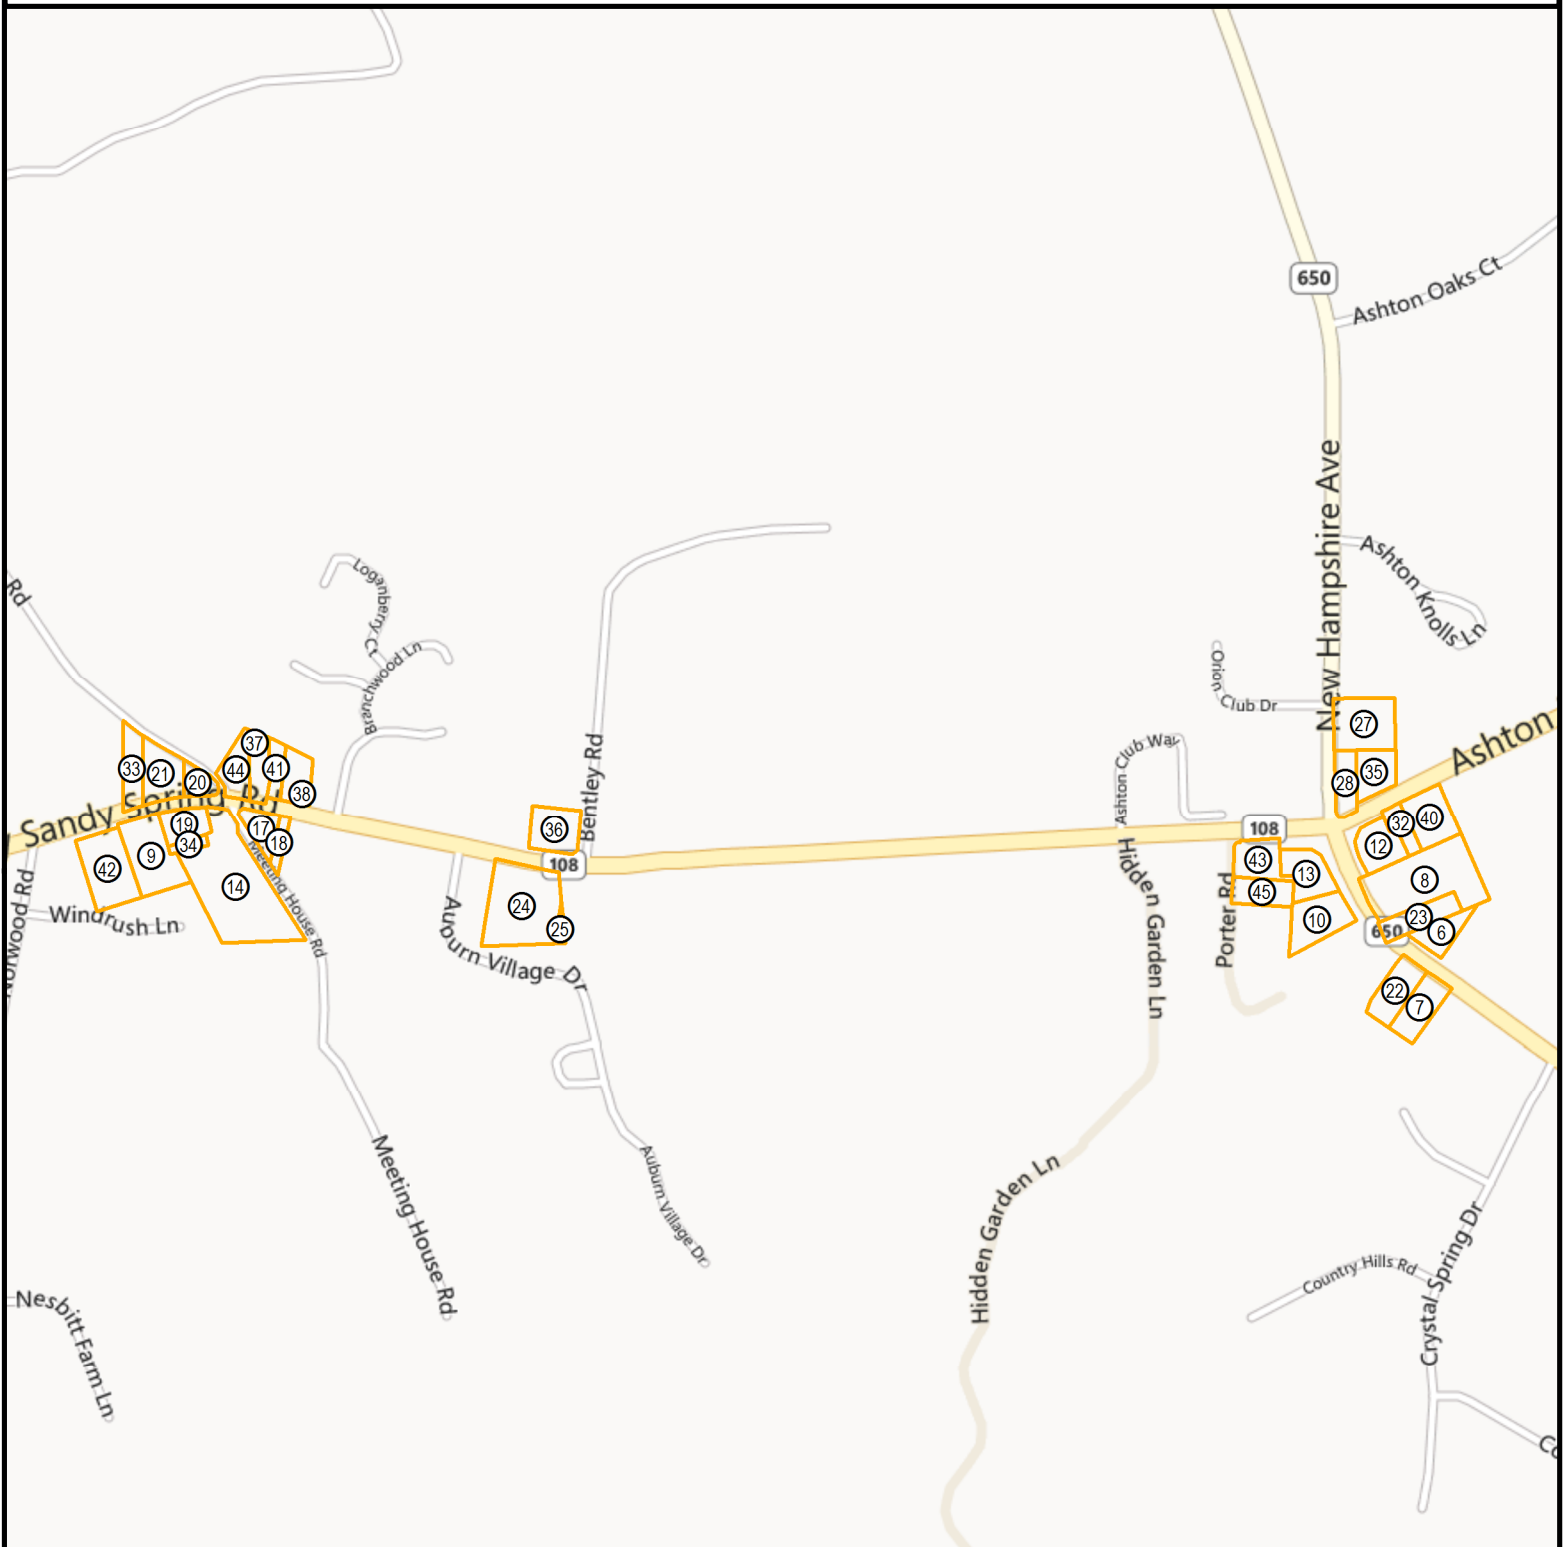 650
Ashton Oaks Ct
New Hampshire Ave
Ashton Knolls Ln
Rd
Loganberry Ct
Branchwood Ln
Orion Club Dr
Ashton Club Way
Bentley Rd
Ashton
27
28
35
37
33
21
20
44
41
38
Sandy Spring Rd
19
34
17
18
42
9
14
36
108
108
32
40
12
8
43
13
45
10
23
6
650
22
7
24
25
Norwood Rd
Windrush Ln
Meeting House Rd
Auburn Village Dr
Hidden Garden Ln
Porter Rd
Meeting House Rd
Auburn Village Dr
Hidden Garden Ln
Country Hills Rd
Crystal Spring Dr
Nesbitt Farm Ln
Co